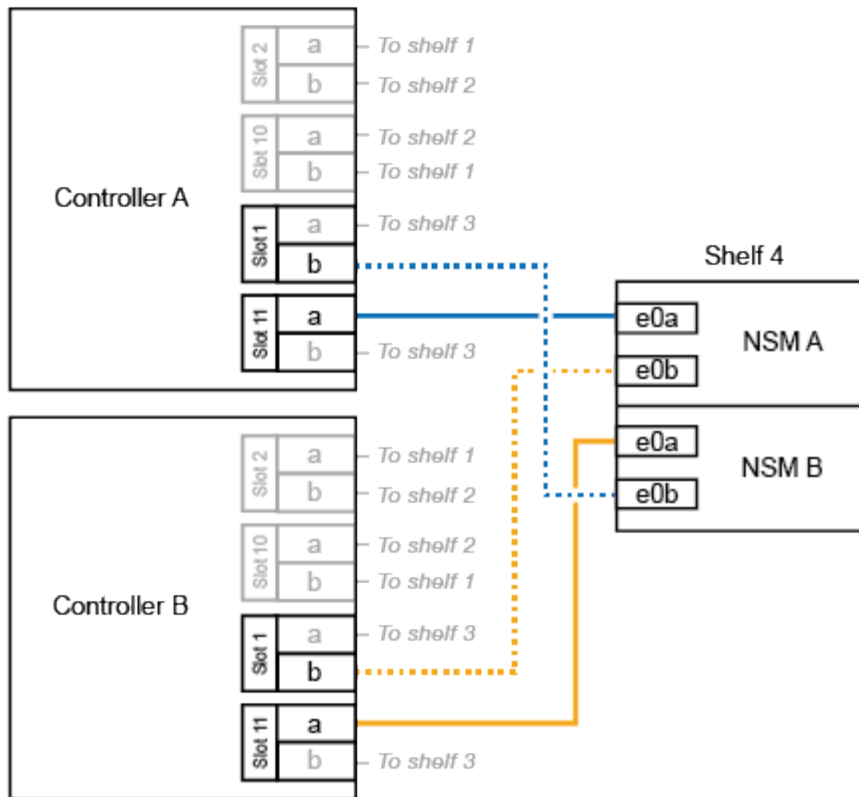 Controller A
Slot 2
a
To shelf 1
b
To shelf 2
Slot 10
a
To shelf 2
b
To shelf 1
Slot 1
a
To shelf 3
b
Slot 11
a
b
To shelf 3
Shelf 4
e0a
NSM A
e0b
e0a
NSM B
e0b
Controller B
Slot 2
a
To shelf 1
b
To shelf 2
Slot 10
a
To shelf 2
b
To shelf 1
Slot 1
a
To shelf 3
b
Slot 11
a
b
To shelf 3